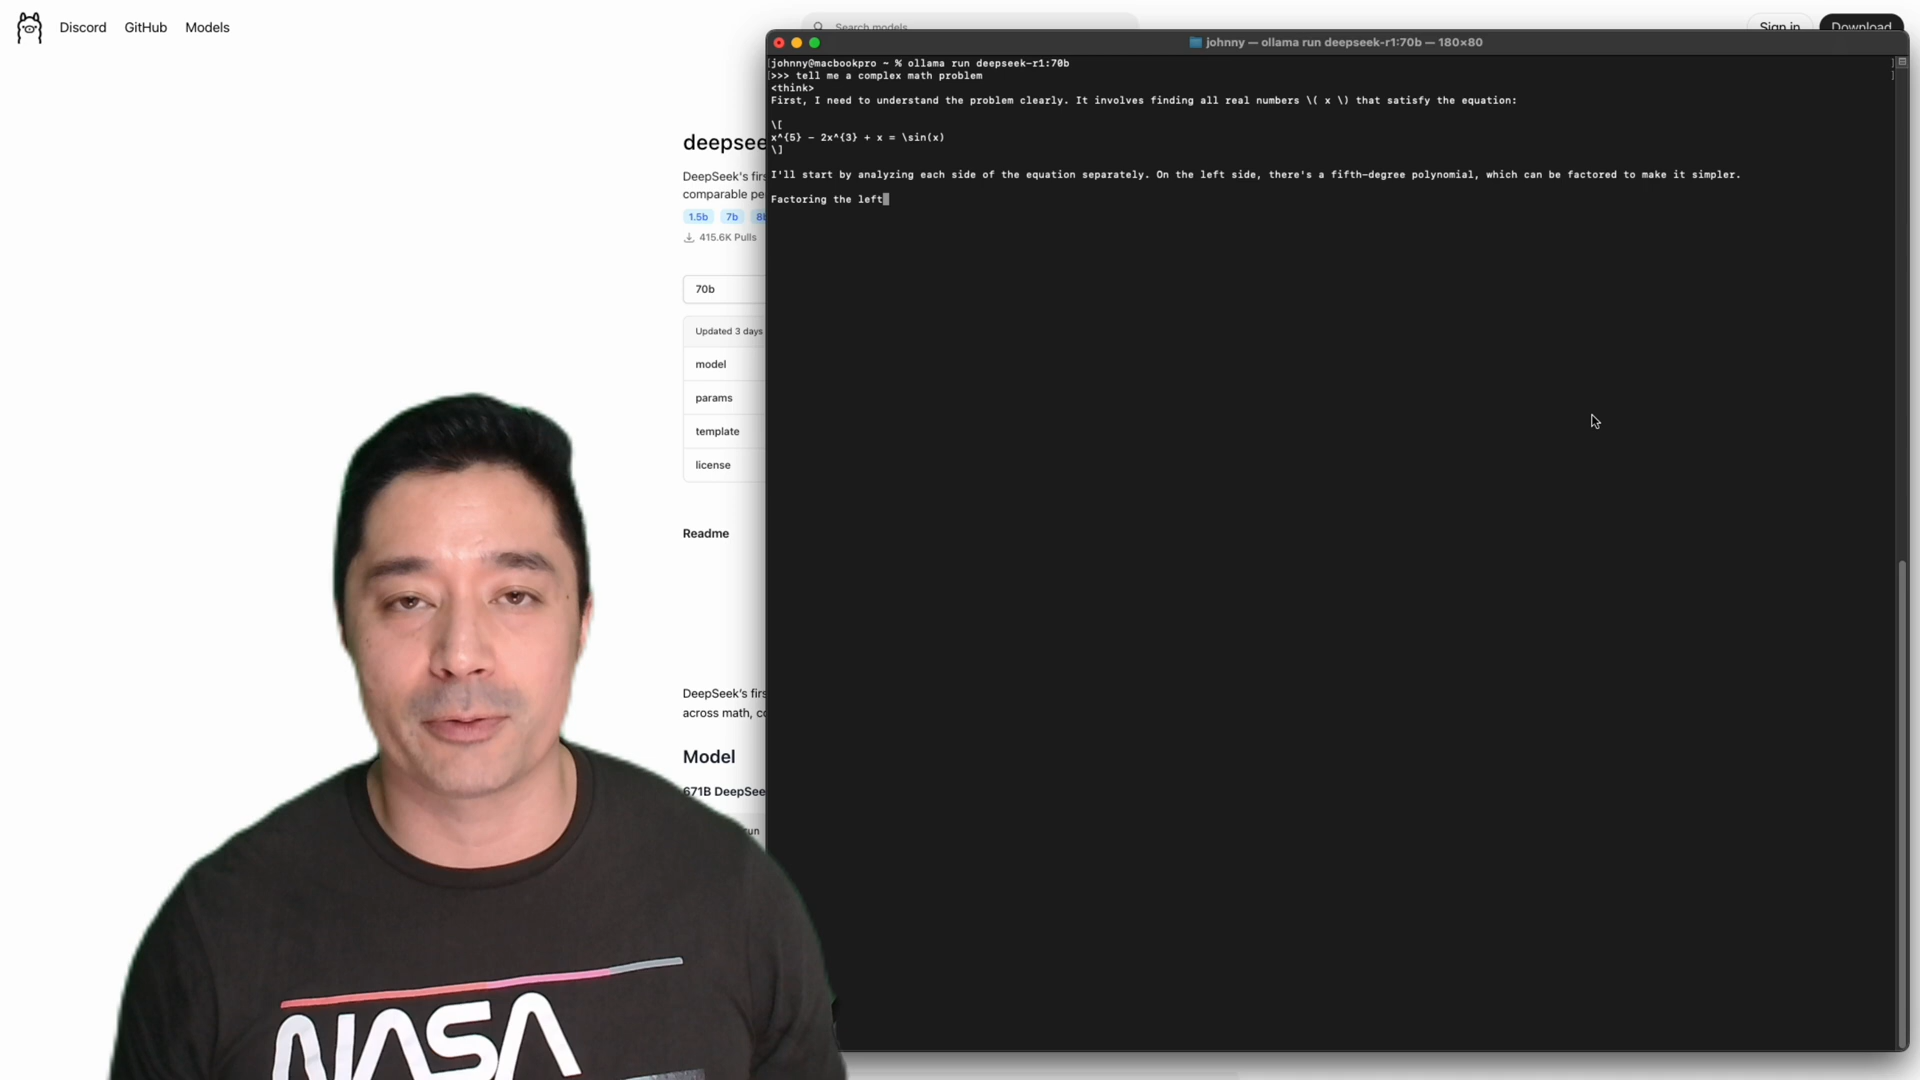 Discord GitHub Models
Search models
Sign in Download
johnny — ollama run deepseek-r1:70b — 180×80
johnny@macbookpro ~ % ollama run deepseek-r1:70b
>>> tell me a complex math problem
<think>
First, I need to understand the problem clearly. It involves finding all real numbers \( x \) that satisfy the equation:
\[
x^{5} - 2x^{3} + x = \sin(x)
\]
I'll start by analyzing each side of the equation separately. On the left side, there's a fifth-degree polynomial, which can be factored to make it simpler.
Factoring the left
deepsee
DeepSeek's firs
comparable pe
1.5b 7b 8b
415.6K Pulls
70b
Updated 3 days
model
params
template
license
Readme
DeepSeek's firs
across math, co
Model
671B DeepSee
run
NASA